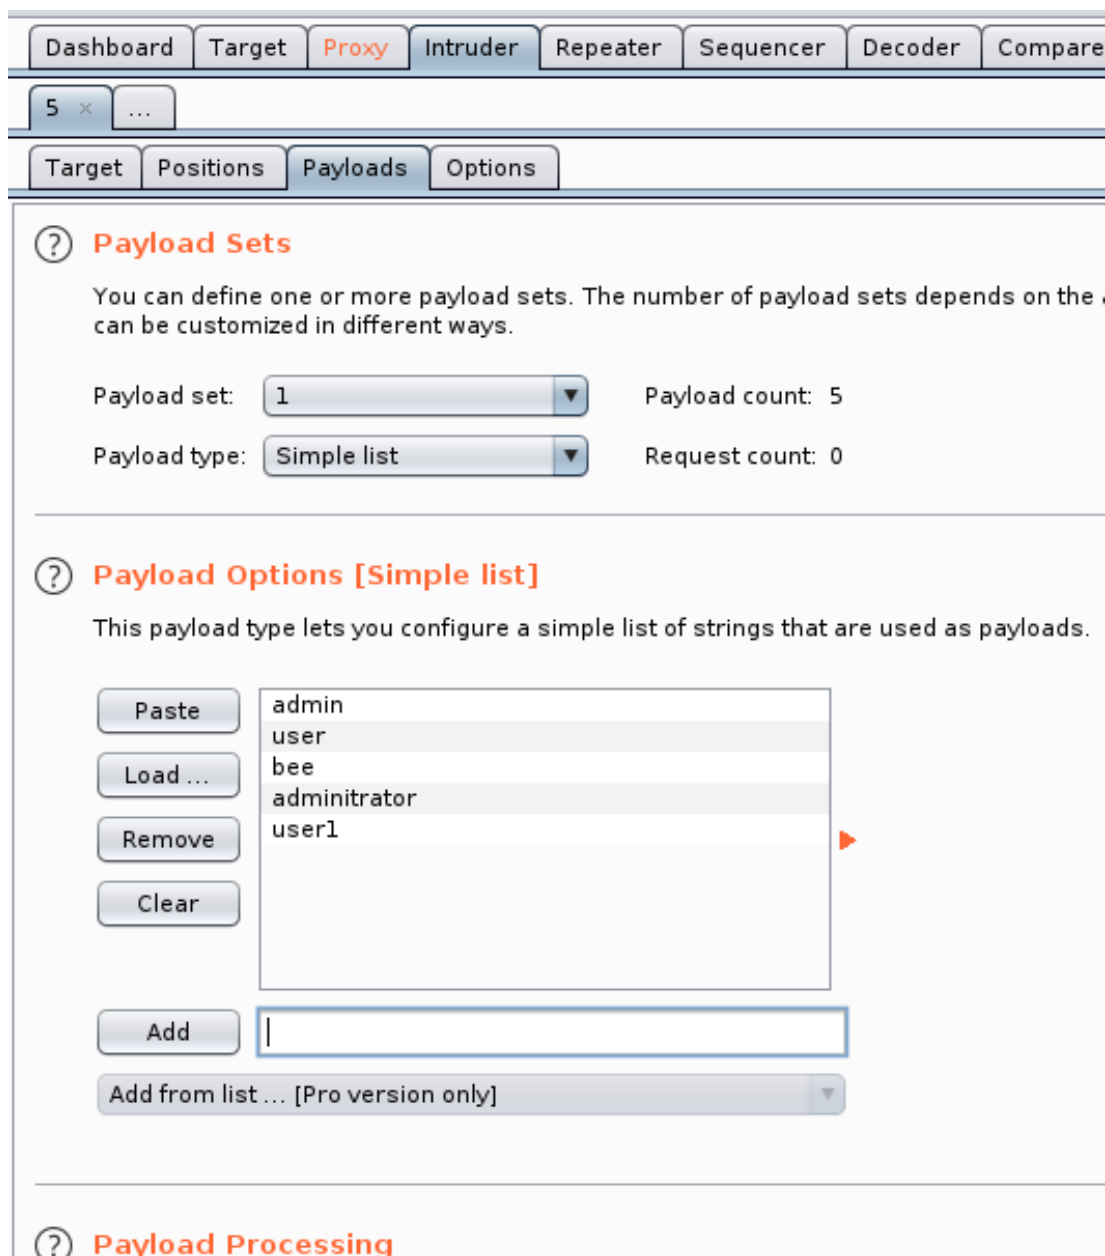 Dashboard Target Proxy Intruder Repeater Sequencer Decoder Compare
5 × ...
Target Positions Payloads Options
? Payload Sets
You can define one or more payload sets. The number of payload sets depends on the
can be customized in different ways.
Payload set: 1 Payload count: 5
Payload type: Simple list Request count: 0
? Payload Options [Simple list]
This payload type lets you configure a simple list of strings that are used as payloads.
Paste admin
user
Load ... bee
adminitrator
Remove user1
Clear
Add
Add from list ... [Pro version only]
? Payload Processing